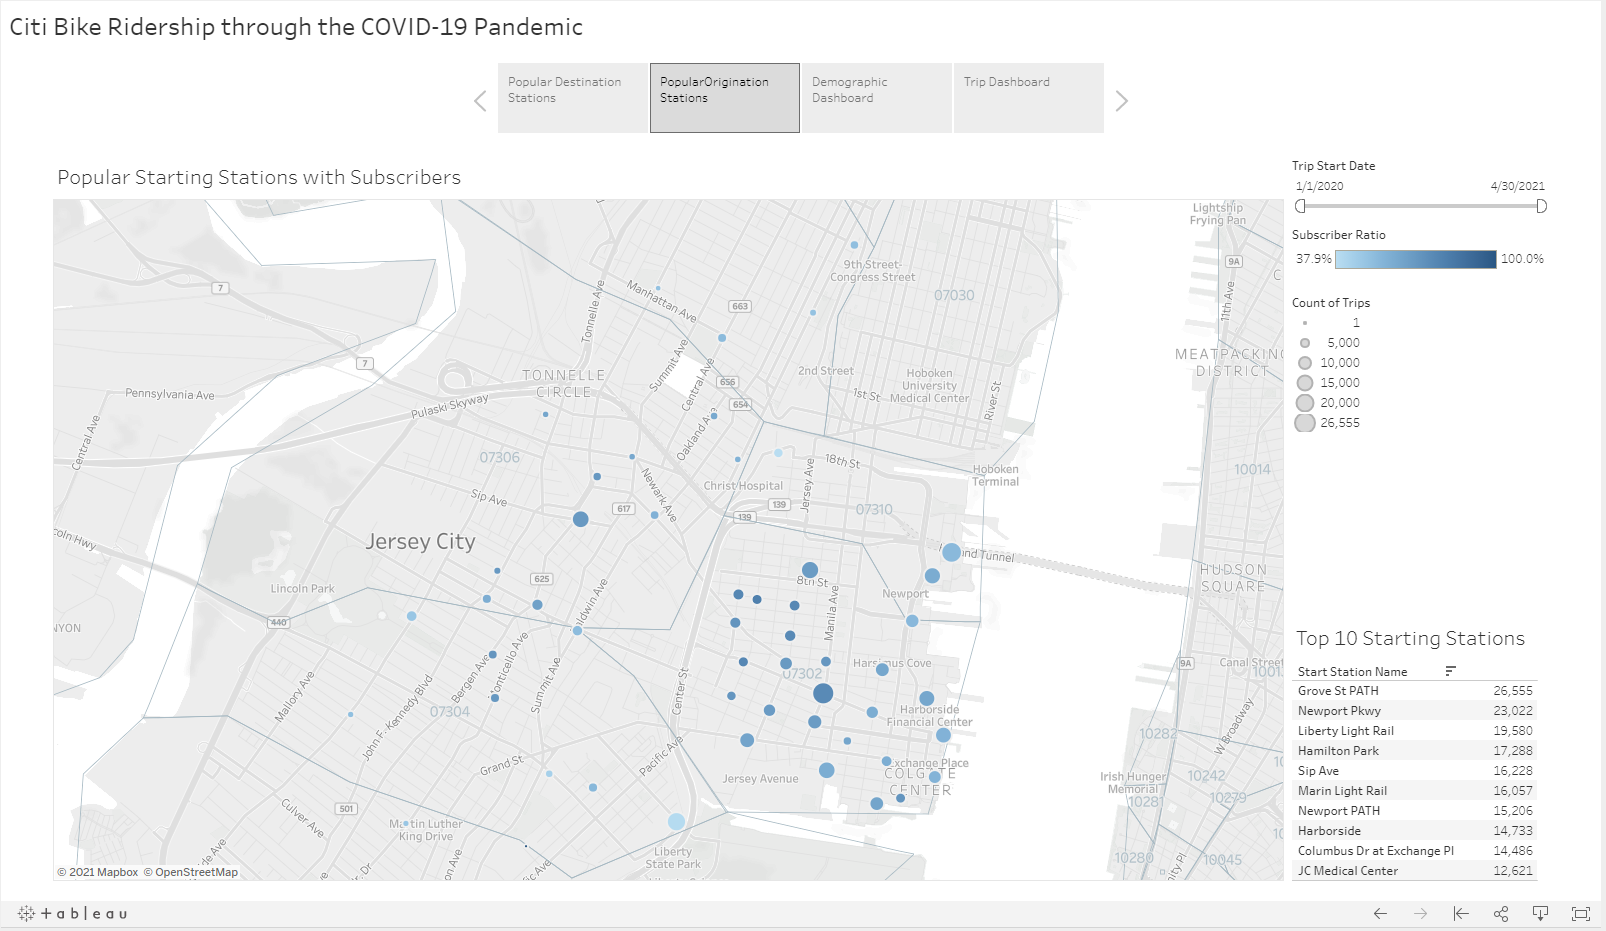 Citi Bike Ridership through the COVID-19 Pandemic
Popular Destination
Stations
PopularOrigination
Stations
Demographic
Dashboard
Trip Dashboard
Popular Starting Stations with Subscribers
Trip Start Date
1/1/2020
4/30/2021
Subscriber Ratio
37.9%
100.0%
Count of Trips
1
5,000
10,000
15,000
20,000
26,555
Lightship
Frying Pan
9A
11th Ave
9th Street-
Congress Street
07030
7
Manhattan Ave
663
Tonnelle Ave
7
MEATPACKING
DISTRICT
TONNELLE
CIRCLE
Summit Ave
Central Ave
656
2nd Street
Hoboken
University
Medical Center
1st St
River St
Pennsylvania Ave
Pulaski Skyway
654
Oakland Ave
Central Ave
07306
18th St
Hoboken
Terminal
10014
Sip Ave
Newark Ave
Christ Hospital
Jersey Ave
617
139
139
07310
Jersey City
Lincoln Park
625
8th St
Newport
HUDSON
SQUARE
440
Baldwin Ave
Manila Ave
Harsimus Cove
9A
Canal Street
Bergen Ave
Monticello Ave
Summit Ave
Center St
07302
Mallory Ave
John F. Kennedy Blvd
07304
Harborside
Financial Center
10282
W Broadway
Grand St
Pacific Ave
Jersey Avenue
Exchange Place
COLGATE
CENTER
Irish Hunger
Memorial
10242
10281
10279
Culver Ave
501
Martin Luther
King Drive
Liberty
State Park
10280
10045
© 2021 Mapbox © OpenStreetMap
Top 10 Starting Stations
Start Station Name
Grove St PATH 26,555
Newport Pkwy 23,022
Liberty Light Rail 19,580
Hamilton Park 17,288
Sip Ave 16,228
Marin Light Rail 16,057
Newport PATH 15,206
Harborside 14,733
Columbus Dr at Exchange Pl 14,486
JC Medical Center 12,621
+ableau